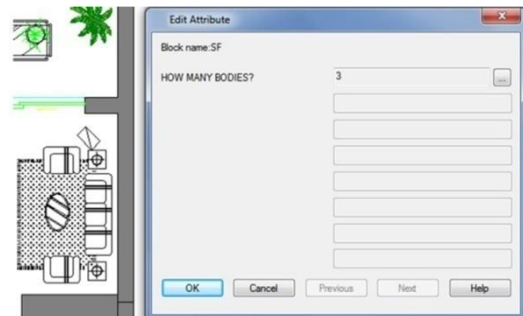 Edit Attribute
Block name:SF
HOW MANY BODIES? 3 ...
OK Cancel Previous Next Help